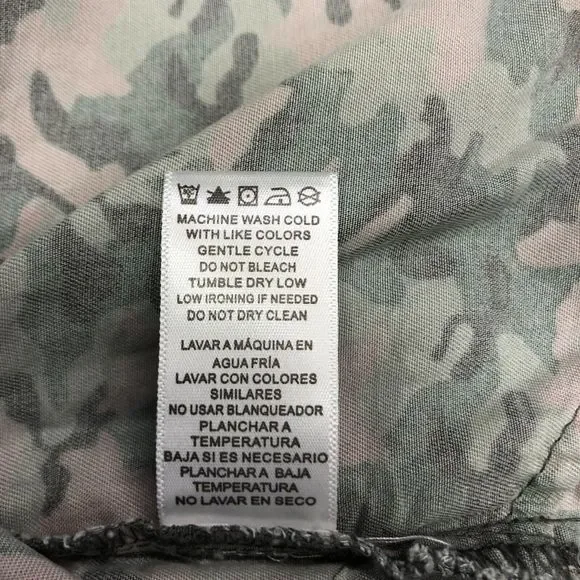 MACHINE WASH COLD
WITH LIKE COLORS
GENTLE CYCLE
DO NOT BLEACH
TUMBLE DRY LOW
LOW IRONING IF NEEDED
DO NOT DRY CLEAN
LAVAR A MÁQUINA EN
AGUA FRÍA
LAVAR CON COLORES
SIMILARES
NO USAR BLANQUEADOR
PLANCHAR A
TEMPERATURA
BAJA SI ES NECESARIO
PLANCHAR A BAJA
TEMPERATURA
NO LAVAR EN SECO